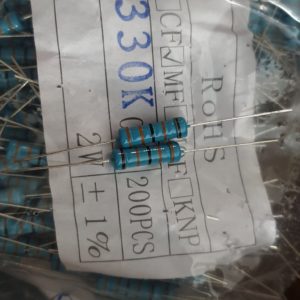 RoHS
□CF☑MF
□KNP
330K
200PCS
2W ±1%